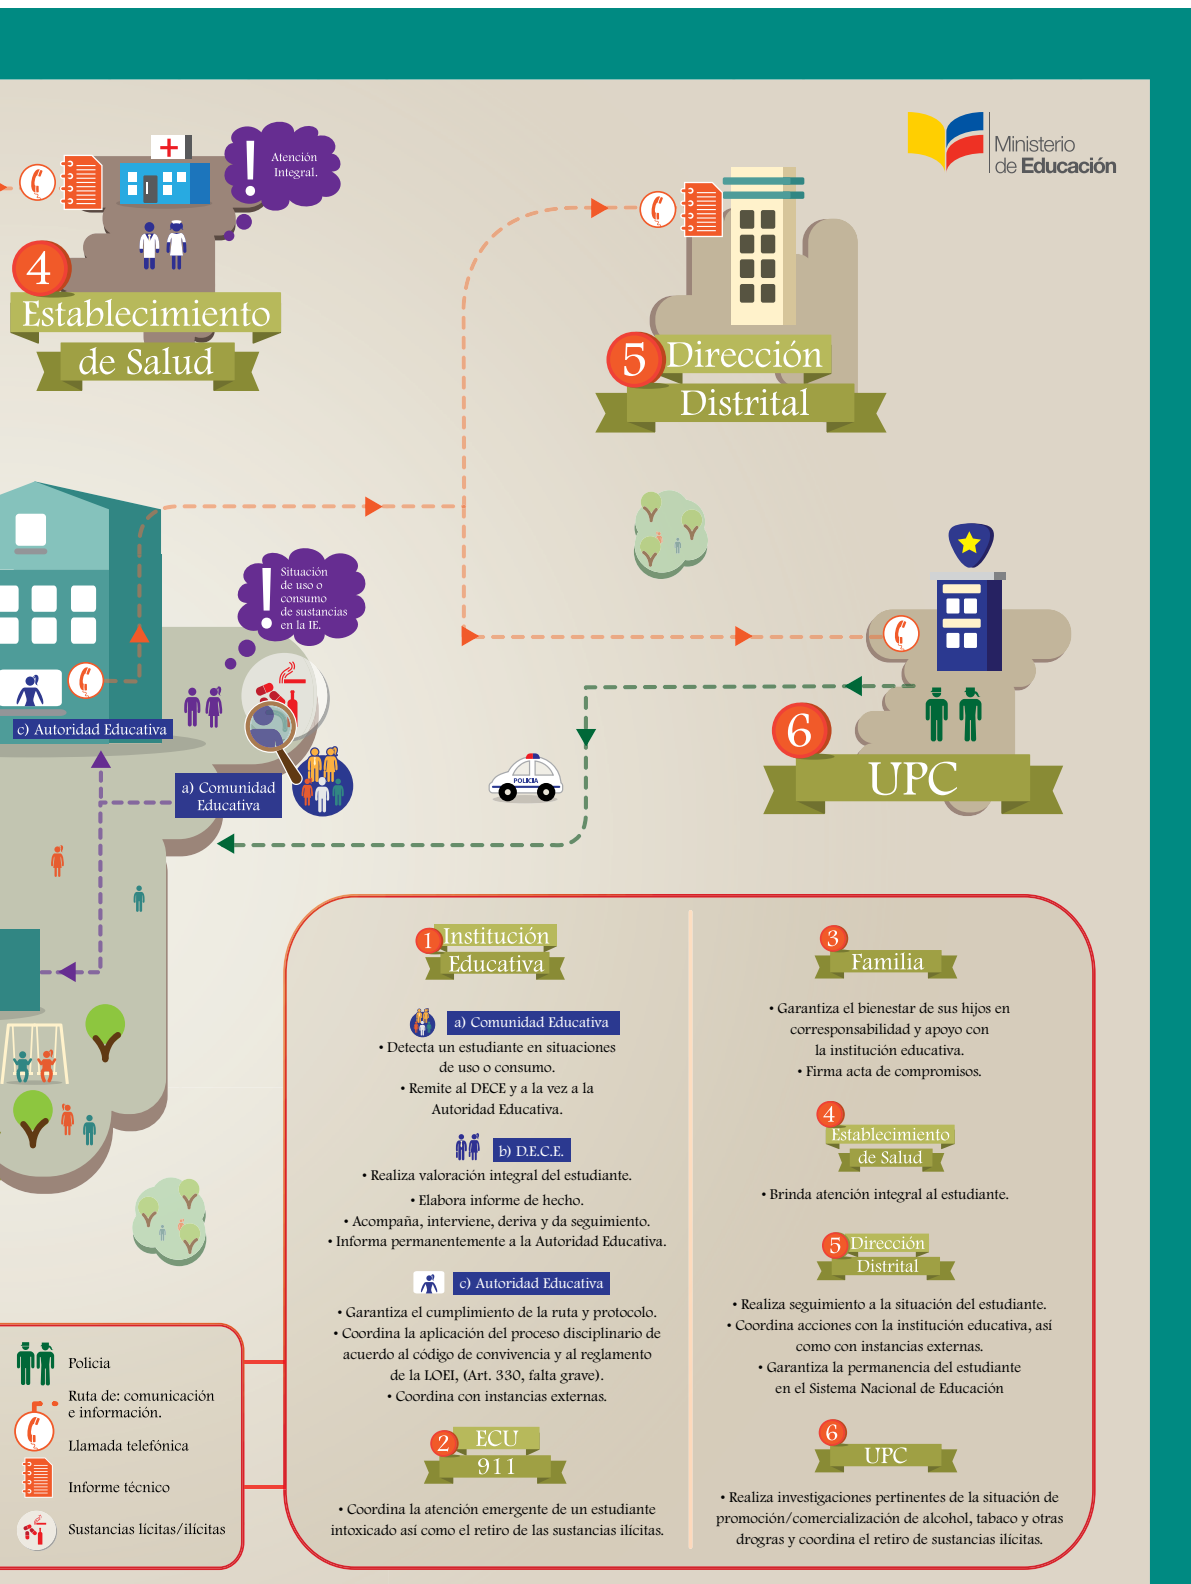 Ministerio
de Educación
Atención
Integral.
4
Establecimiento
de Salud
5
Dirección
Distrital
Situación
de uso o
consumo
de sustancias
en la IE.
c) Autoridad Educativa
a) Comunidad
Educativa
POLICIA
6
UPC
1
Institución
Educativa
a) Comunidad Educativa
• Detecta un estudiante en situaciones
de uso o consumo.
• Remite al DECE y a la vez a la
Autoridad Educativa.
b) D.E.C.E.
• Realiza valoración integral del estudiante.
• Elabora informe de hecho.
• Acompaña, interviene, deriva y da seguimiento.
• Informa permanentemente a la Autoridad Educativa.
c) Autoridad Educativa
• Garantiza el cumplimiento de la ruta y protocolo.
• Coordina la aplicación del proceso disciplinario de
acuerdo al código de convivencia y al reglamento
de la LOEI, (Art. 330, falta grave).
• Coordina con instancias externas.
2
ECU
911
• Coordina la atención emergente de un estudiante
intoxicado así como el retiro de las sustancias ilícitas.
3
Familia
• Garantiza el bienestar de sus hijos en
corresponsabilidad y apoyo con
la institución educativa.
• Firma acta de compromisos.
4
Establecimiento
de Salud
• Brinda atención integral al estudiante.
5
Dirección
Distrital
• Realiza seguimiento a la situación del estudiante.
• Coordina acciones con la institución educativa, así
como con instancias externas.
• Garantiza la permanencia del estudiante
en el Sistema Nacional de Educación
6
UPC
• Realiza investigaciones pertinentes de la situación de
promoción/comercialización de alcohol, tabaco y otras
drogras y coordina el retiro de sustancias ilícitas.
Policia
Ruta de: comunicación
e información.
Llamada telefónica
Informe técnico
Sustancias lícitas/ilícitas